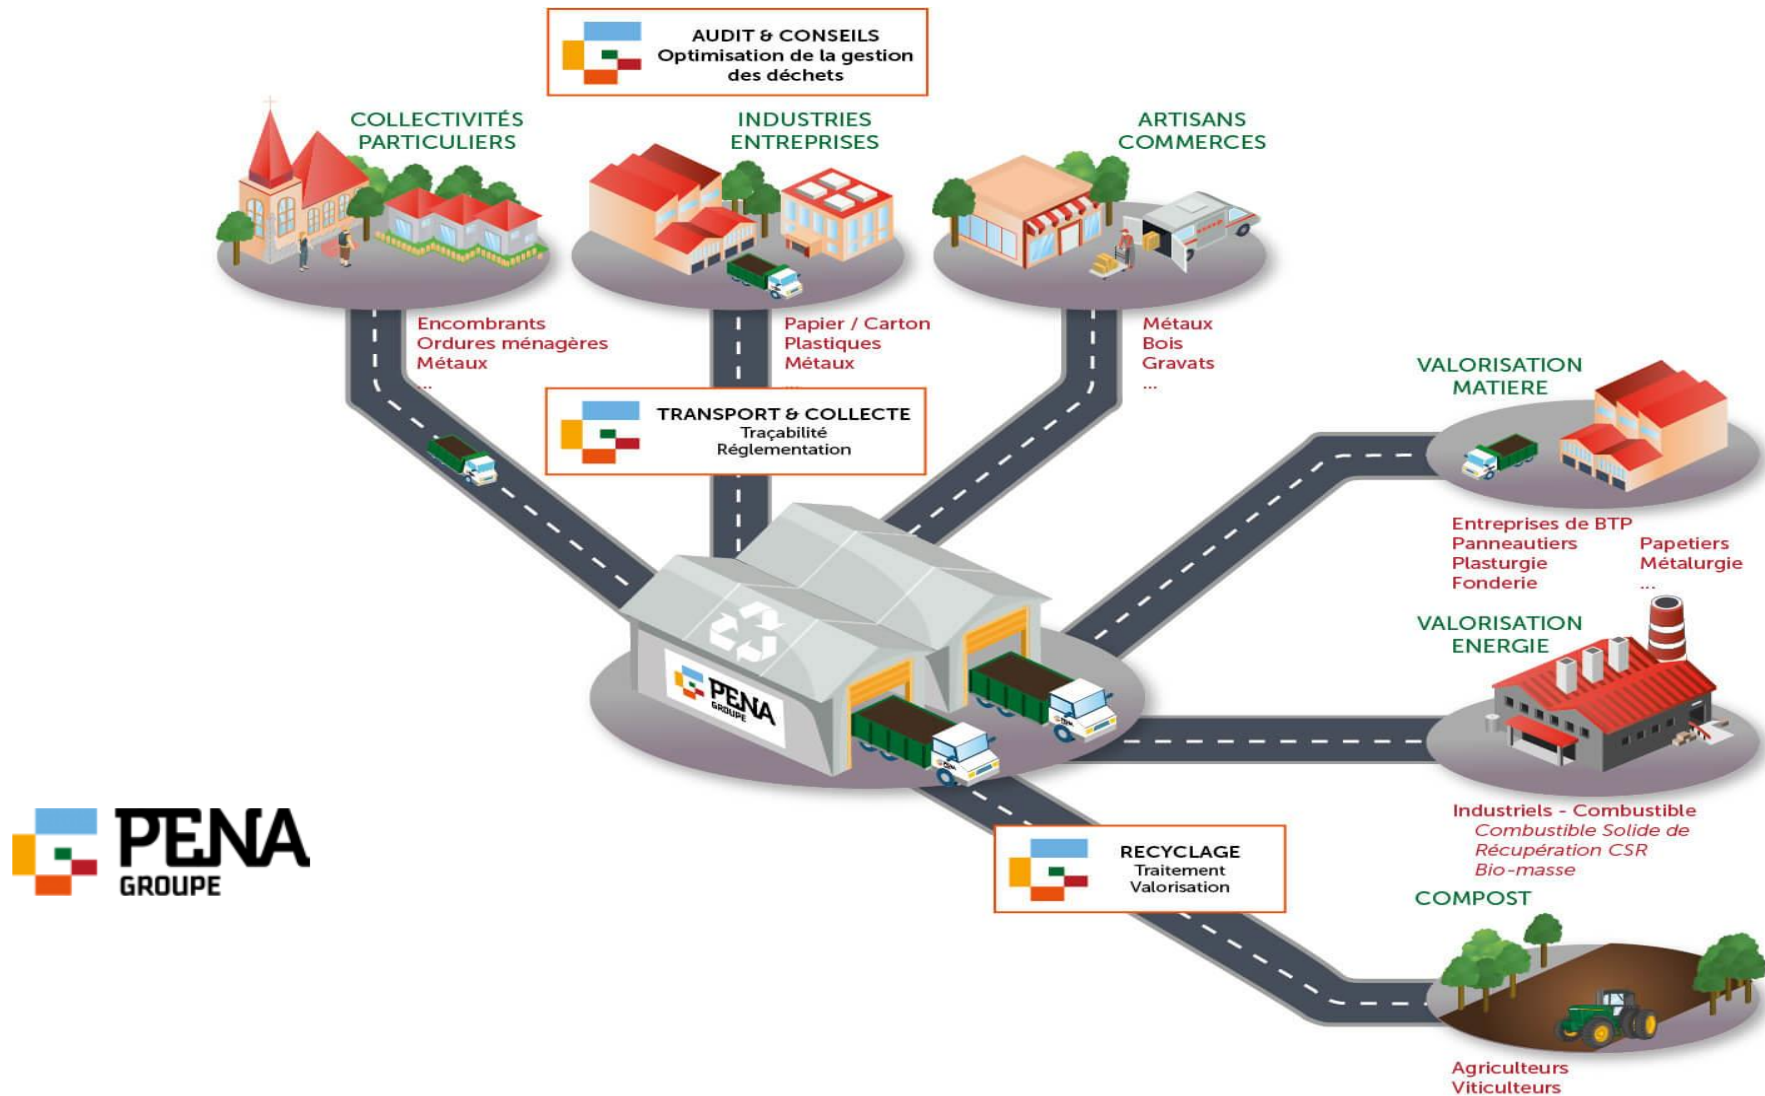 AUDIT & CONSEILS
Optimisation de la gestion
des déchets
COLLECTIVITÉS
PARTICULIERS
INDUSTRIES
ENTREPRISES
ARTISANS
COMMERCES
Encombrants
Ordures ménagères
Métaux
...
Papier / Carton
Plastiques
Métaux
...
Métaux
Bois
Gravats
...
TRANSPORT & COLLECTE
Traçabilité
Réglementation
VALORISATION
MATIERE
Entreprises de BTP
Panneautiers
Plasturgie
Fonderie
Papetiers
Métalurgie
...
VALORISATION
ENERGIE
PENA
GROUPE
Industriels - Combustible
Combustible Solide de
Récupération CSR
Bio-masse
PENA
GROUPE
RECYCLAGE
Traitement
Valorisation
COMPOST
Agriculteurs
Viticulteurs